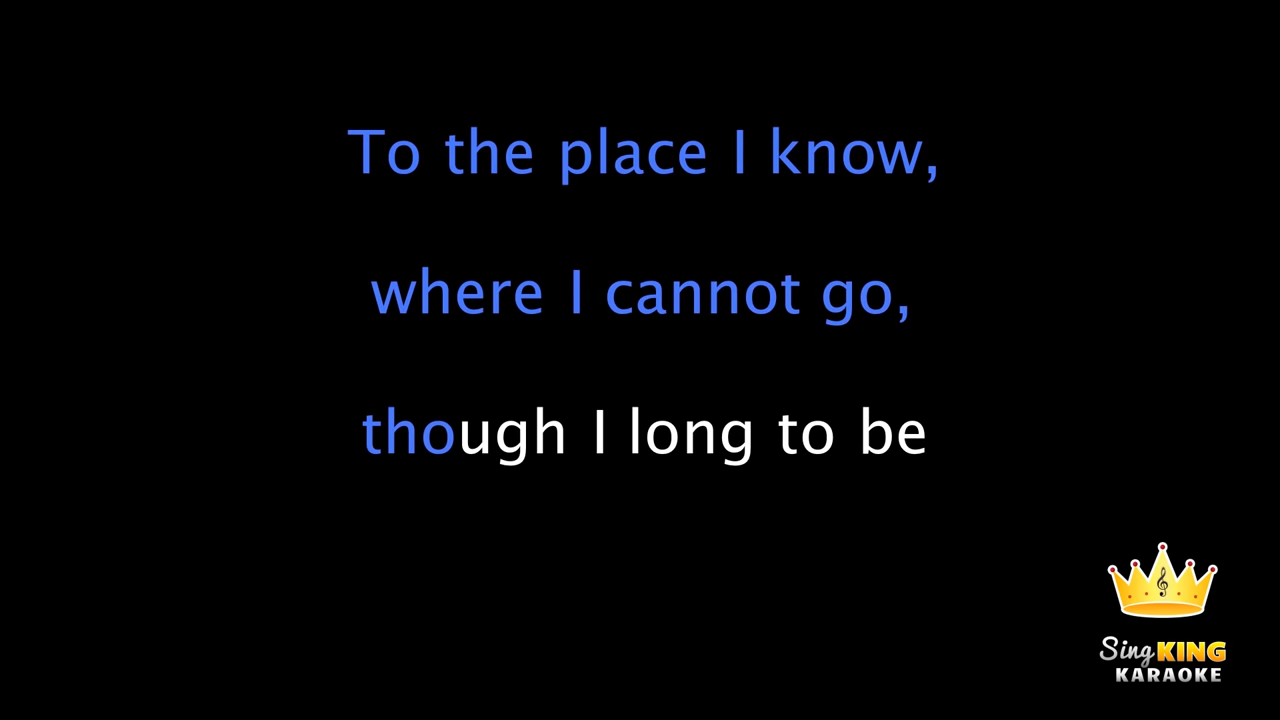 To the place I know,
where I cannot go,
though I long to be
Sing KING
KARAOKE